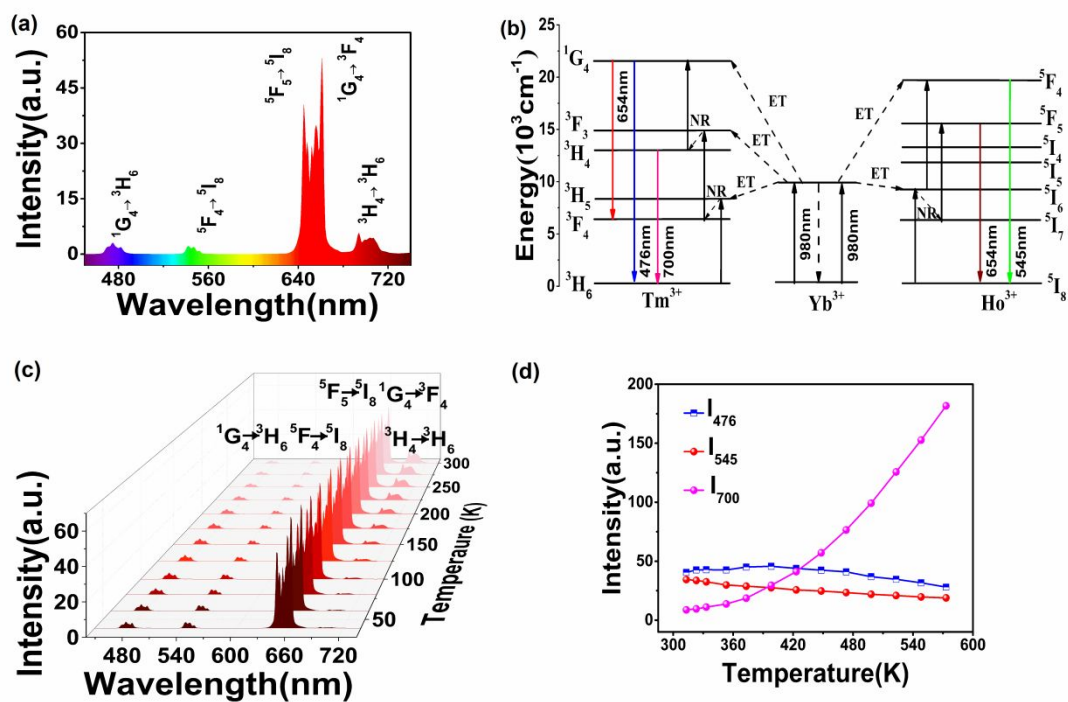 (a)
60
45
30
15
0
Intensity(a.u.)
¹G₄→³H₆
⁵F₄→⁵I₈
⁵F₅→⁵I₈
¹G₄→³F₄
³H₄→³H₆
480 560 640 720
Wavelength(nm)
(b)
Energy(10³cm⁻¹)
25
20
15
10
5
0
¹G₄
³F₃
³H₄
³H₅
³F₄
³H₆
654nm
476nm
700nm
NR
NR
ET
ET
ET
980nm
980nm
ET
ET
NR
654nm
545nm
⁵F₄
⁵F₅
⁵I₄
⁵I₅
⁵I₆
⁵I₇
⁵I₈
Tm³⁺ Yb³⁺ Ho³⁺
(c)
⁵F₅→⁵I₈ ¹G₄→³F₄
¹G₄→³H₆ ⁵F₄→⁵I₈ ³H₄→³H₆
300
250
200
150
100
50
Temperaure (K)
80
60
40
20
0
Intensity(a.u.)
480 540 600 660 720
Wavelength(nm)
(d)
200
150
100
50
0
Intensity(a.u.)
I₄₇₆
I₅₄₅
I₇₀₀
300 360 420 480 540 600
Temperature(K)